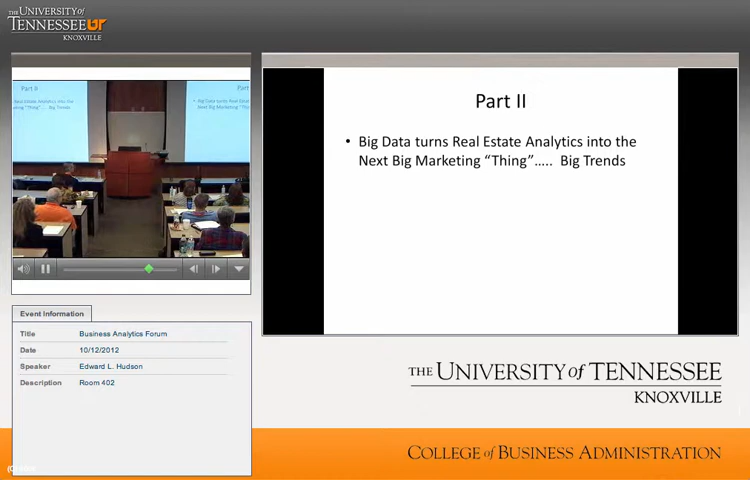 THE UNIVERSITY of
TENNESSEE UT
KNOXVILLE
Part II
Part II
• Big Data turns Real Estate Analytics into the
Next Big Marketing “Thing”..... Big Trends
Event Information
Title Business Analytics Forum
Date 10/12/2012
Speaker Edward L. Hudson
Description Room 402
THE UNIVERSITY of TENNESSEE
KNOXVILLE
COLLEGE of BUSINESS ADMINISTRATION